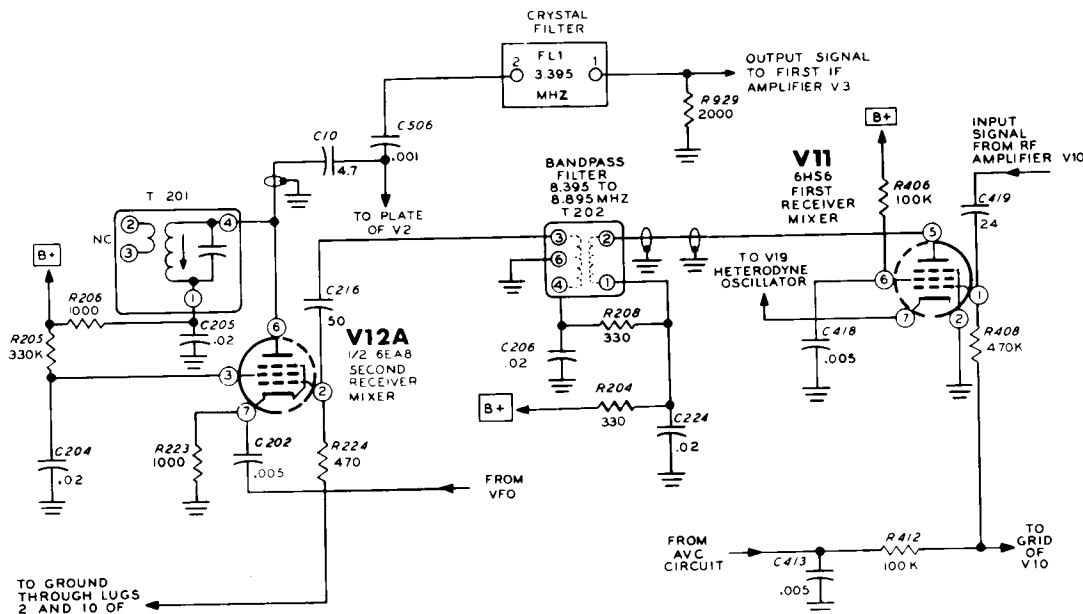 CRYSTAL
FILTER
2
FL1
1
3.395
MHZ
OUTPUT SIGNAL
TO FIRST IF
AMPLIFIER V3
R929
2000
C10
4.7
C506
.001
TO PLATE
OF V2
T 201
2
4
NC
3
1
B+
R206
1000
R205
330K
C205
.02
6
V12A
1/2 6EA8
SECOND
RECEIVER
MIXER
3
2
7
C216
50
C204
.02
R223
1000
C202
.005
R224
470
FROM
VFO
TO GROUND
THROUGH LUGS
2 AND 10 OF
BANDPASS
FILTER
8.395 TO
8.895MHZ
T202
3
2
6
4
1
R208
330
C206
.02
B+
R204
330
C224
.02
V11
6HS6
FIRST
RECEIVER
MIXER
B+
R406
100K
INPUT
SIGNAL
FROM RF
AMPLIFIER V10
C419
24
5
TO V19
HETERODYNE
OSCILLATOR
6
1
7
2
C418
.005
R408
470K
FROM
AVC
CIRCUIT
C413
.005
R412
100K
TO
GRID
OF
V10